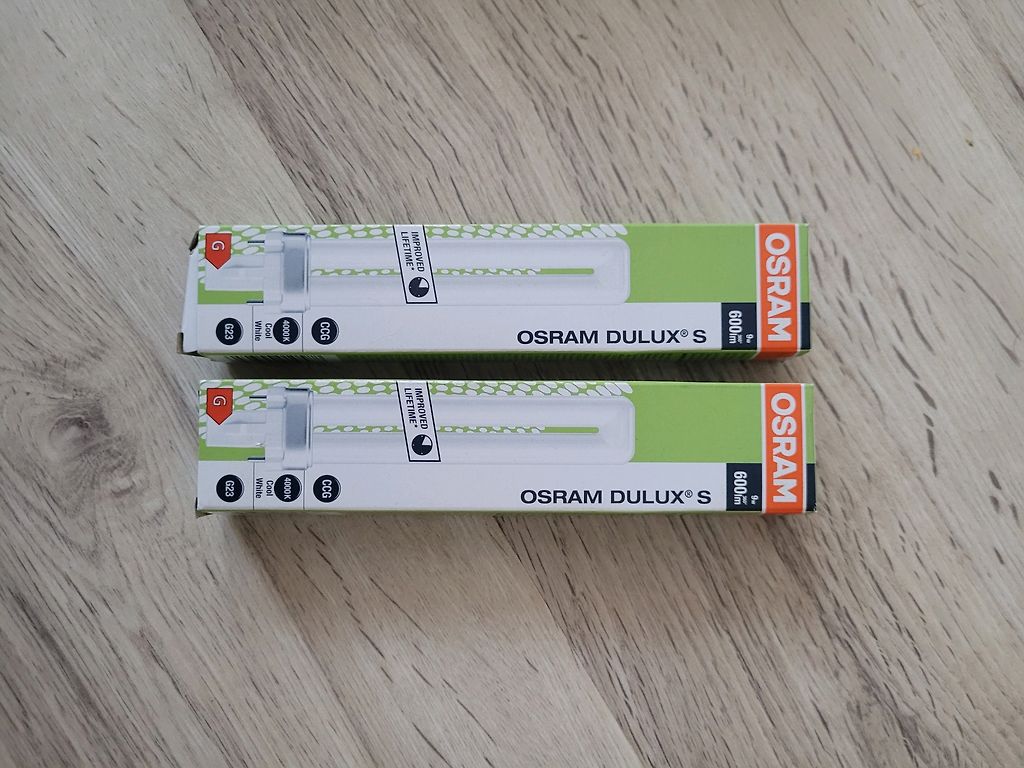 G
IMPROVED
LIFETIME*
G23
Cool
White
4000K
CCG
OSRAM DULUX® S
9W
600lm
OSRAM
G
IMPROVED
LIFETIME*
G23
Cool
White
4000K
CCG
OSRAM DULUX® S
9W
600lm
OSRAM